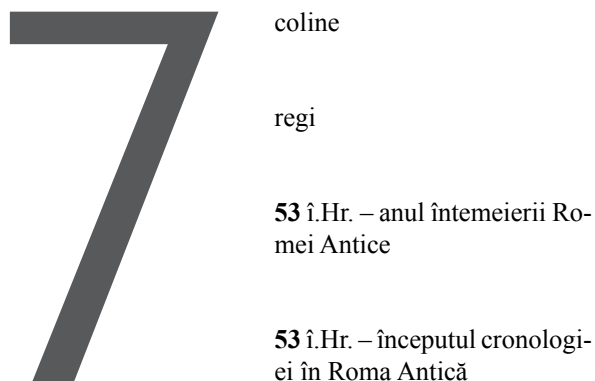 7
coline
regi
53 î.Hr. – anul întemeierii Ro-
mei Antice
53 î.Hr. – începutul cronologi-
ei în Roma Antică